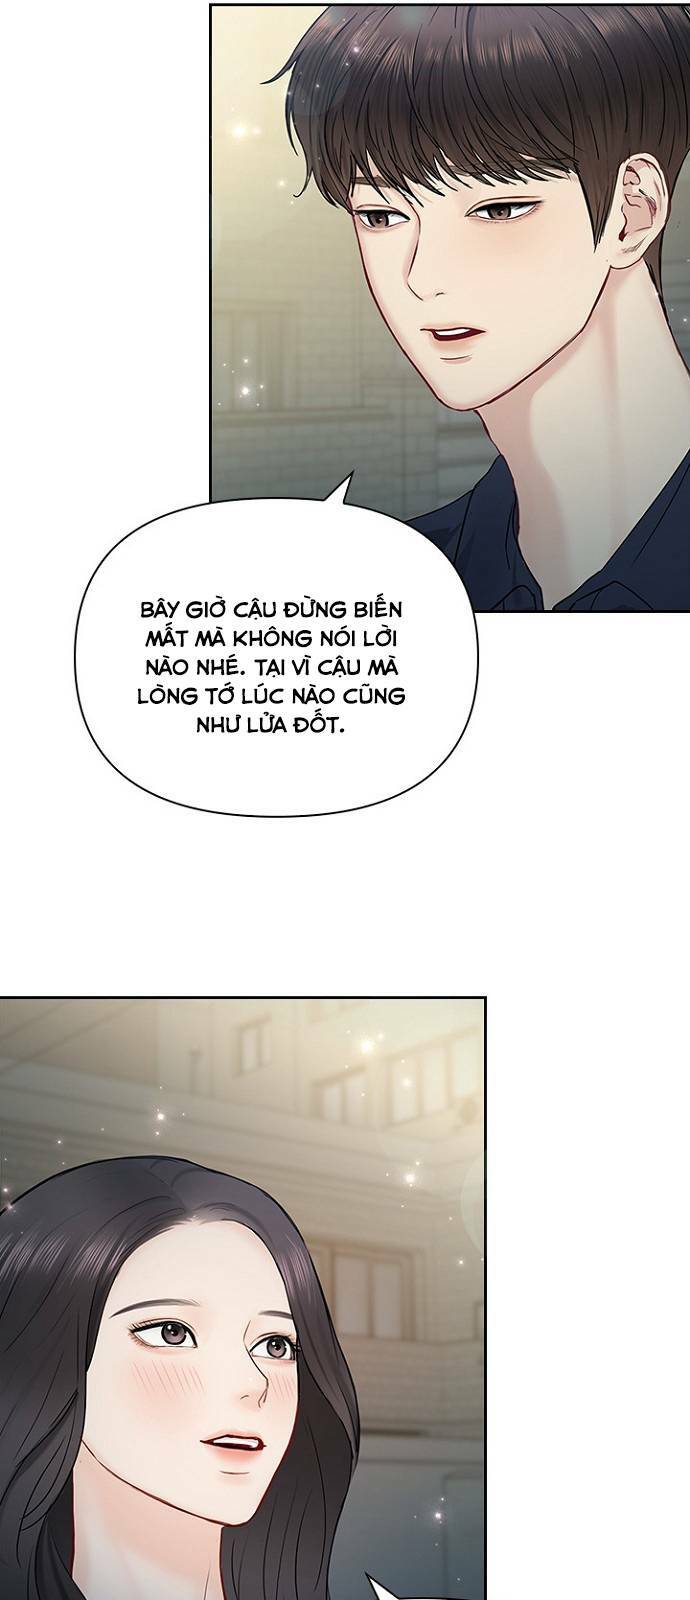 BÂY GIỜ CẬU ĐỪNG BIẾN
MẤT MÀ KHÔNG NÓI LỜI
NÀO NHÉ. TẠI VÌ CẬU MÀ
LÒNG TỚ LÚC NÀO CŨNG
NHƯ LỬA ĐỐT.